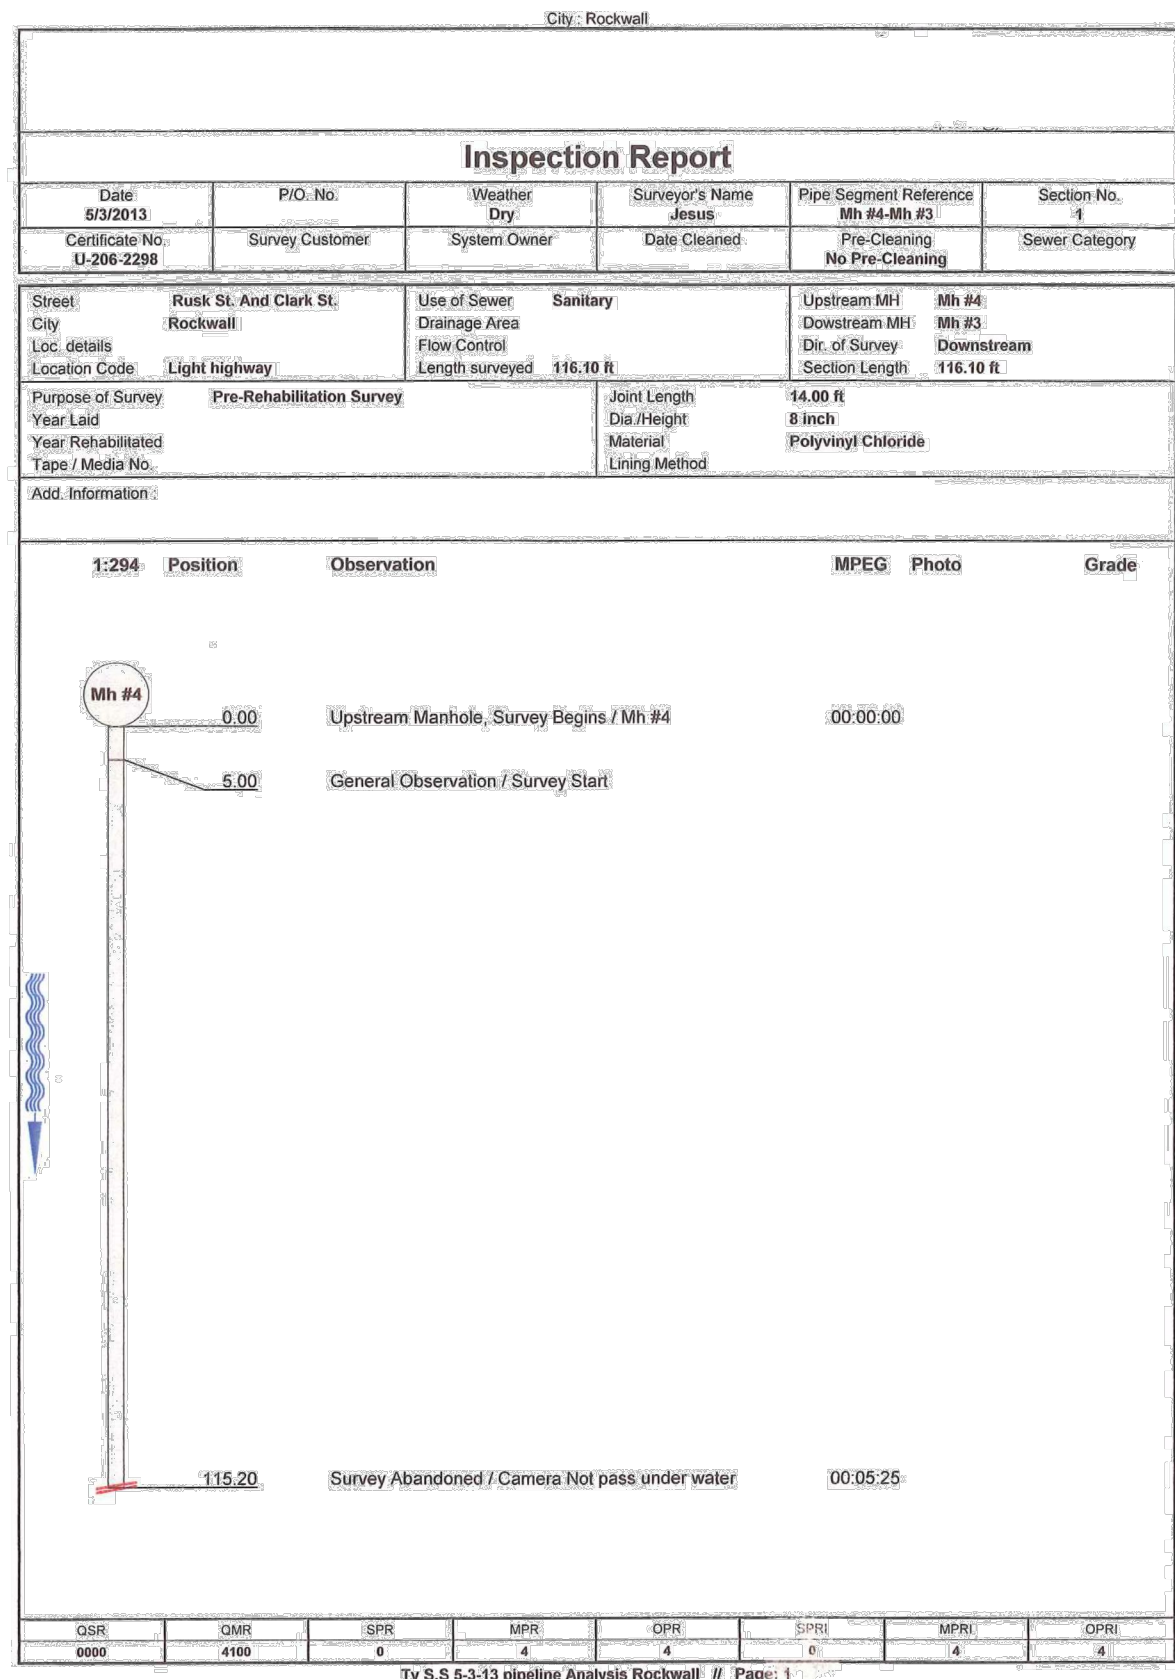 City : Rockwall
Inspection Report
Date P/O. No. Weather Surveyor's Name Pipe Segment Reference Section No.
5/3/2013 Dry Jesus Mh #4-Mh #3 1
Certificate No. Survey Customer System Owner Date Cleaned Pre-Cleaning Sewer Category
U-206-2298 No Pre-Cleaning
Street Rusk St. And Clark St. Use of Sewer Sanitary Upstream MH Mh #4
City Rockwall Drainage Area Dowstream MH Mh #3
Loc. details Flow Control Dir. of Survey Downstream
Location Code Light highway Length surveyed 116.10 ft Section Length 116.10 ft
Purpose of Survey Pre-Rehabilitation Survey Joint Length 14.00 ft
Year Laid Dia./Height 8 inch
Year Rehabilitated Material Polyvinyl Chloride
Tape / Media No. Lining Method
Add. Information :
1:294 Position Observation MPEG Photo Grade
Mh #4
0.00 Upstream Manhole, Survey Begins / Mh #4 00:00:00
5.00 General Observation / Survey Start
115.20 Survey Abandoned / Camera Not pass under water 00:05:25
QSR QMR SPR MPR OPR SPRI MPRI OPRI
0000 4100 0 4 4 0 4 4
Tv S.S 5-3-13 pipeline Analysis Rockwall // Page: 1